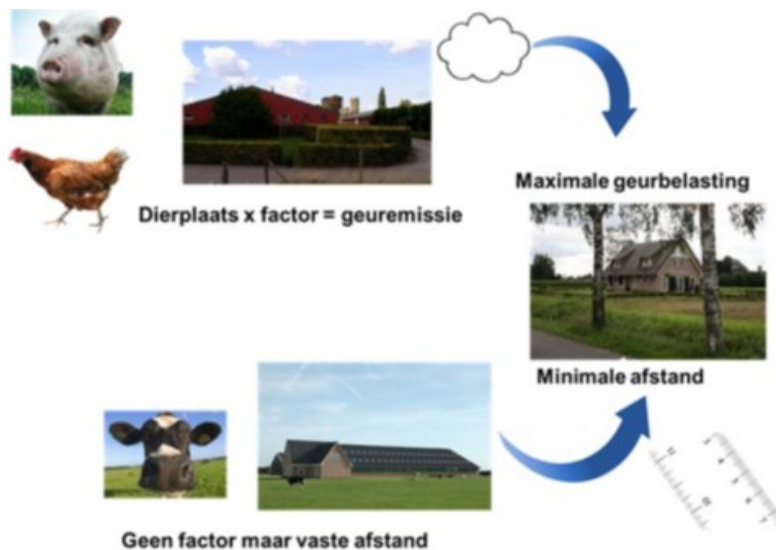 Dierplaats x factor = geuremissie
Maximale geurbelasting
Minimale afstand
Geen factor maar vaste afstand